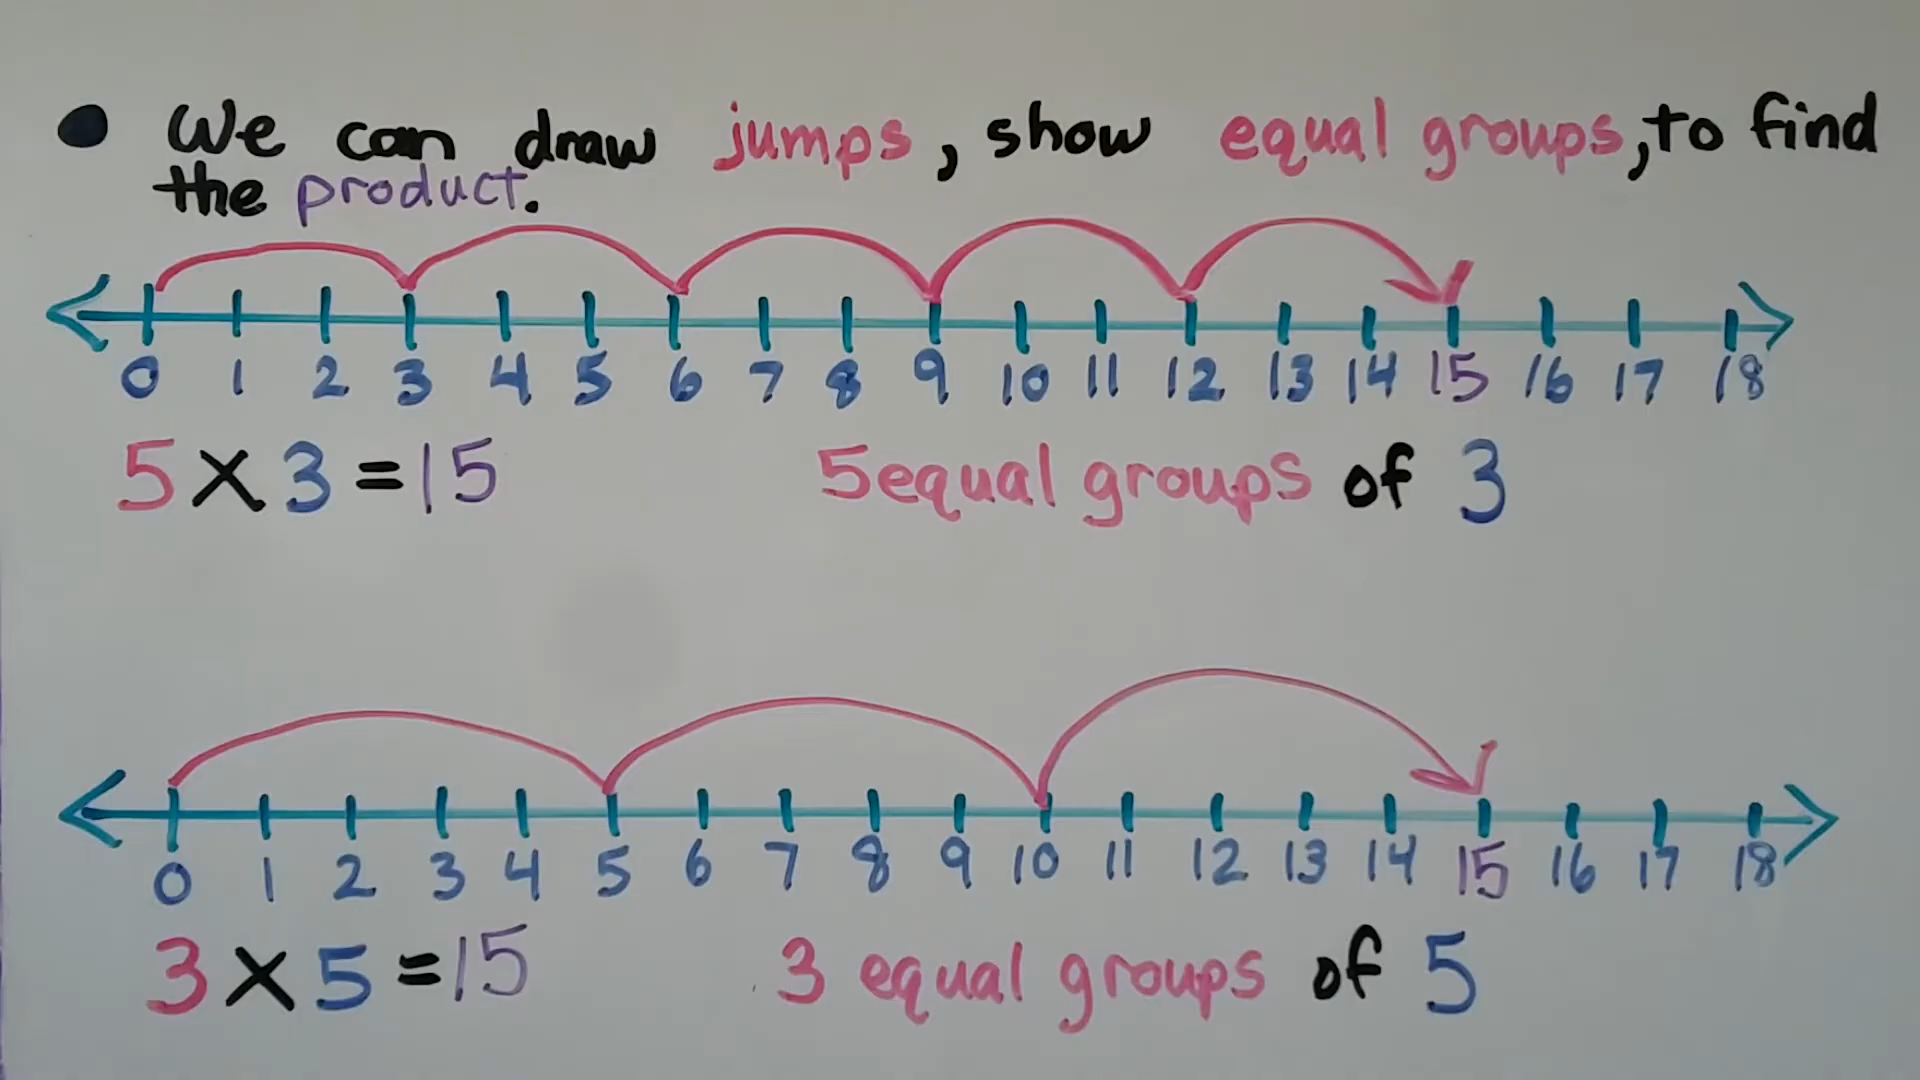 ● We can draw jumps, show equal groups, to find
the product.
0 1 2 3 4 5 6 7 8 9 10 11 12 13 14 15 16 17 18
5 × 3 = 15 5 equal groups of 3
0 1 2 3 4 5 6 7 8 9 10 11 12 13 14 15 16 17 18
3 × 5 = 15 3 equal groups of 5